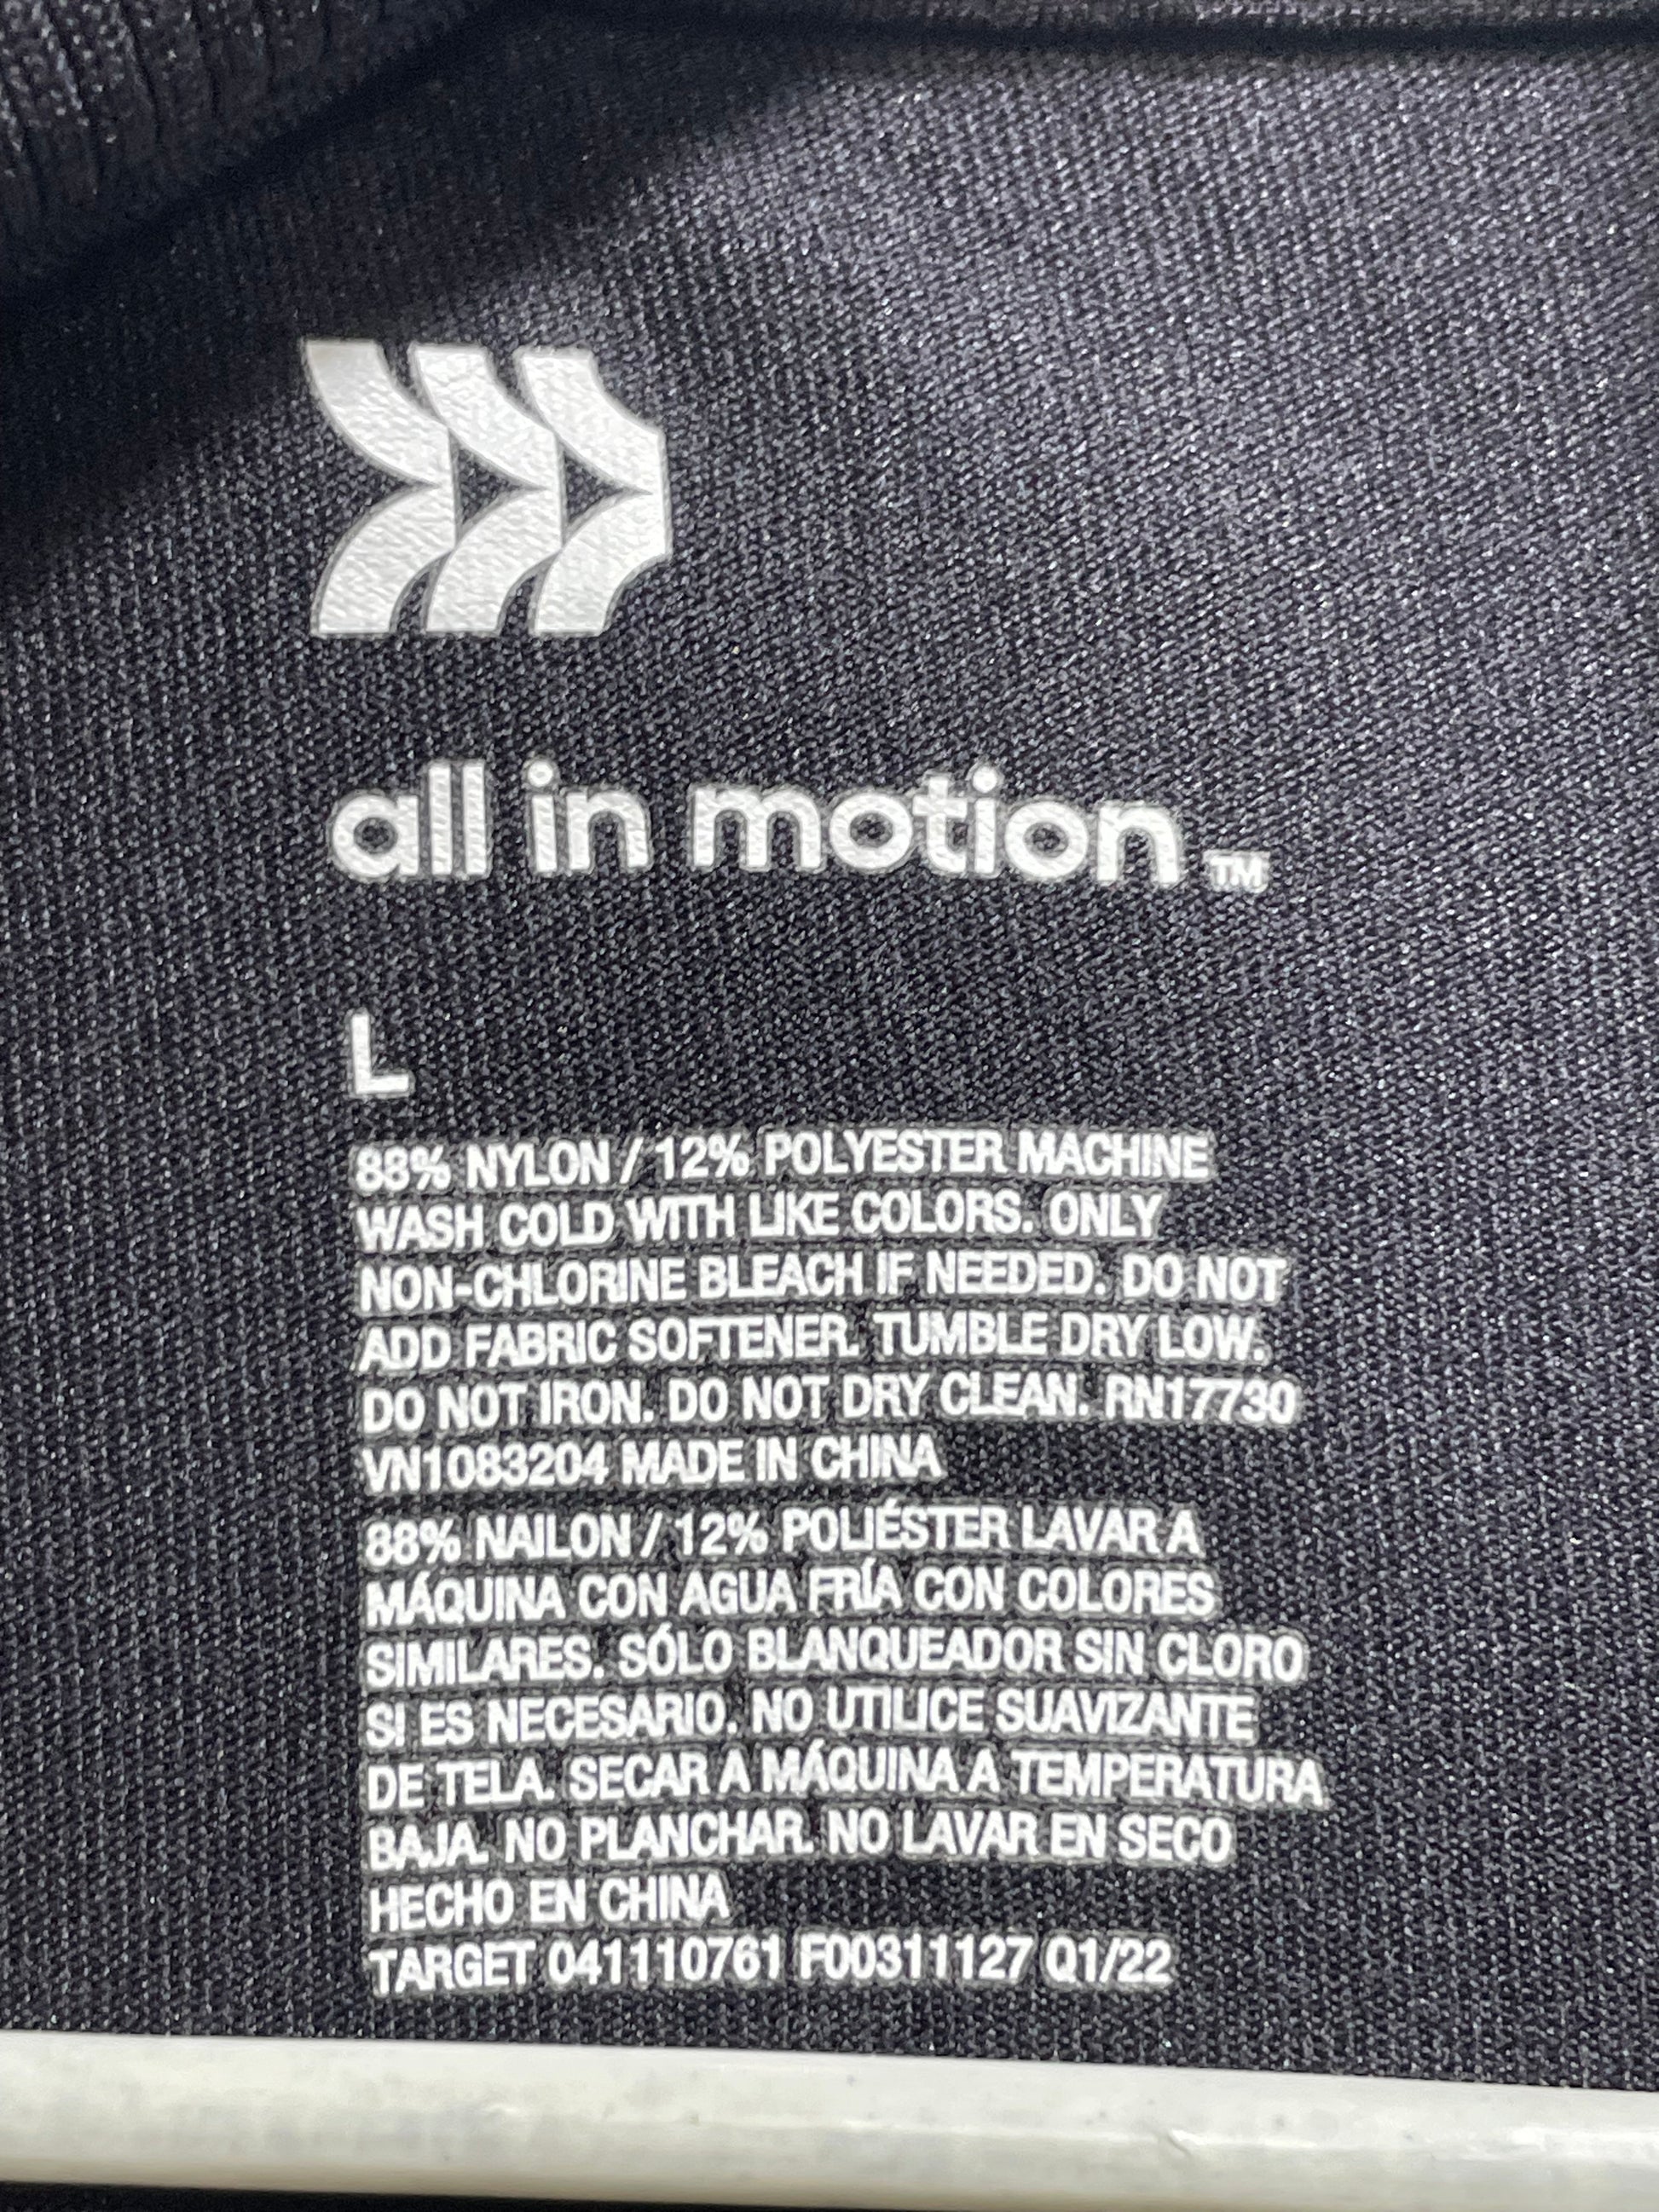 all in motion™
L
88% NYLON / 12% POLYESTER MACHINE
WASH COLD WITH LIKE COLORS. ONLY
NON-CHLORINE BLEACH IF NEEDED. DO NOT
ADD FABRIC SOFTENER. TUMBLE DRY LOW.
DO NOT IRON. DO NOT DRY CLEAN. RN17730
VN1083204 MADE IN CHINA
88% NAILON / 12% POLIÉSTER LAVAR A
MÁQUINA CON AGUA FRÍA CON COLORES
SIMILARES. SÓLO BLANQUEADOR SIN CLORO
SI ES NECESARIO. NO UTILICE SUAVIZANTE
DE TELA. SECAR A MÁQUINA A TEMPERATURA
BAJA. NO PLANCHAR. NO LAVAR EN SECO
HECHO EN CHINA
TARGET 041110761 F00311127 Q1/22